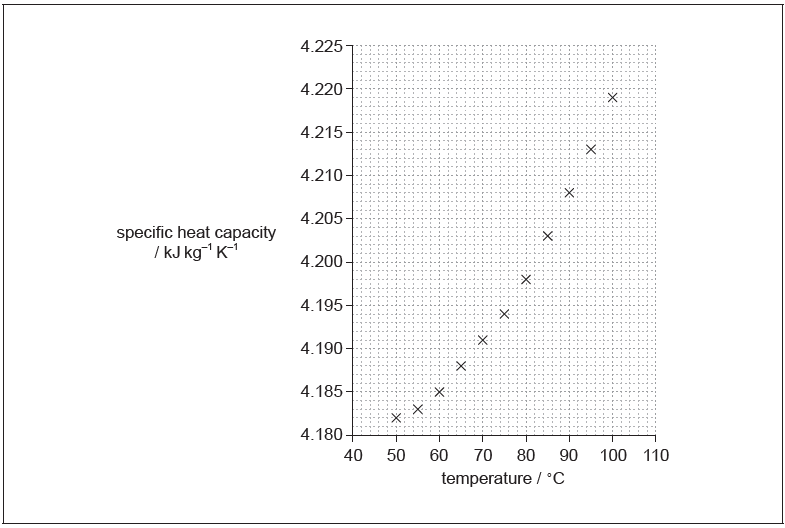 4.225
4.220
4.215
4.210
4.205
4.200
4.195
4.190
4.185
4.180
specific heat capacity
/ kJ kg⁻¹ K⁻¹
40 50 60 70 80 90 100 110
temperature / °C